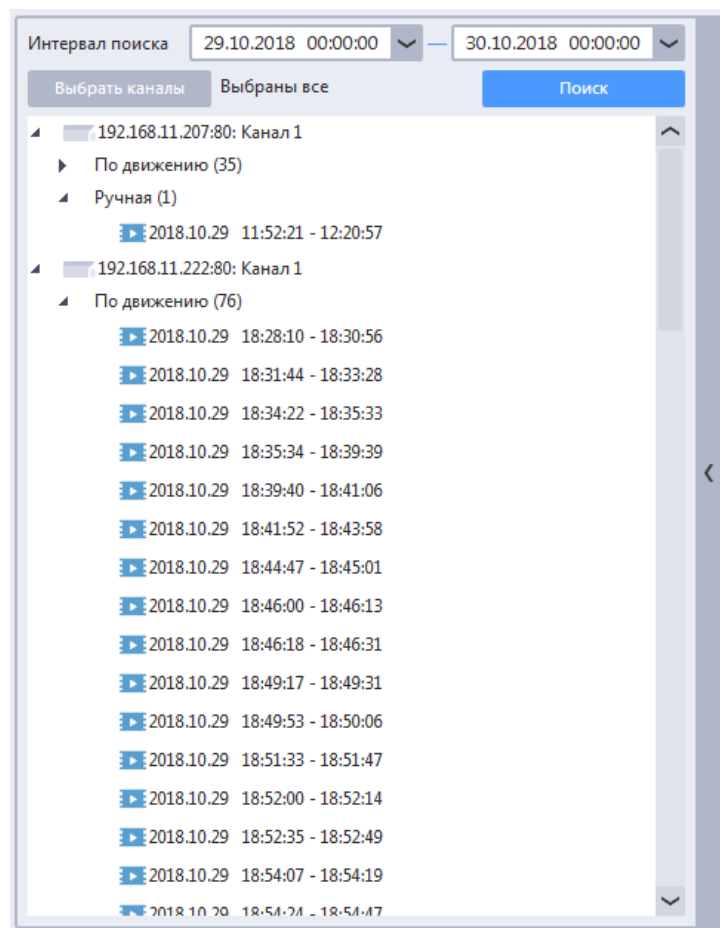 Интервал поиска 29.10.2018 00:00:00 — 30.10.2018 00:00:00
Выбрать каналы Выбраны все Поиск
192.168.11.207:80: Канал 1
По движению (35)
Ручная (1)
2018.10.29 11:52:21 - 12:20:57
192.168.11.222:80: Канал 1
По движению (76)
2018.10.29 18:28:10 - 18:30:56
2018.10.29 18:31:44 - 18:33:28
2018.10.29 18:34:22 - 18:35:33
2018.10.29 18:35:34 - 18:39:39
2018.10.29 18:39:40 - 18:41:06
2018.10.29 18:41:52 - 18:43:58
2018.10.29 18:44:47 - 18:45:01
2018.10.29 18:46:00 - 18:46:13
2018.10.29 18:46:18 - 18:46:31
2018.10.29 18:49:17 - 18:49:31
2018.10.29 18:49:53 - 18:50:06
2018.10.29 18:51:33 - 18:51:47
2018.10.29 18:52:00 - 18:52:14
2018.10.29 18:52:35 - 18:52:49
2018.10.29 18:54:07 - 18:54:19
2018.10.29 18:54:24 - 18:54:47